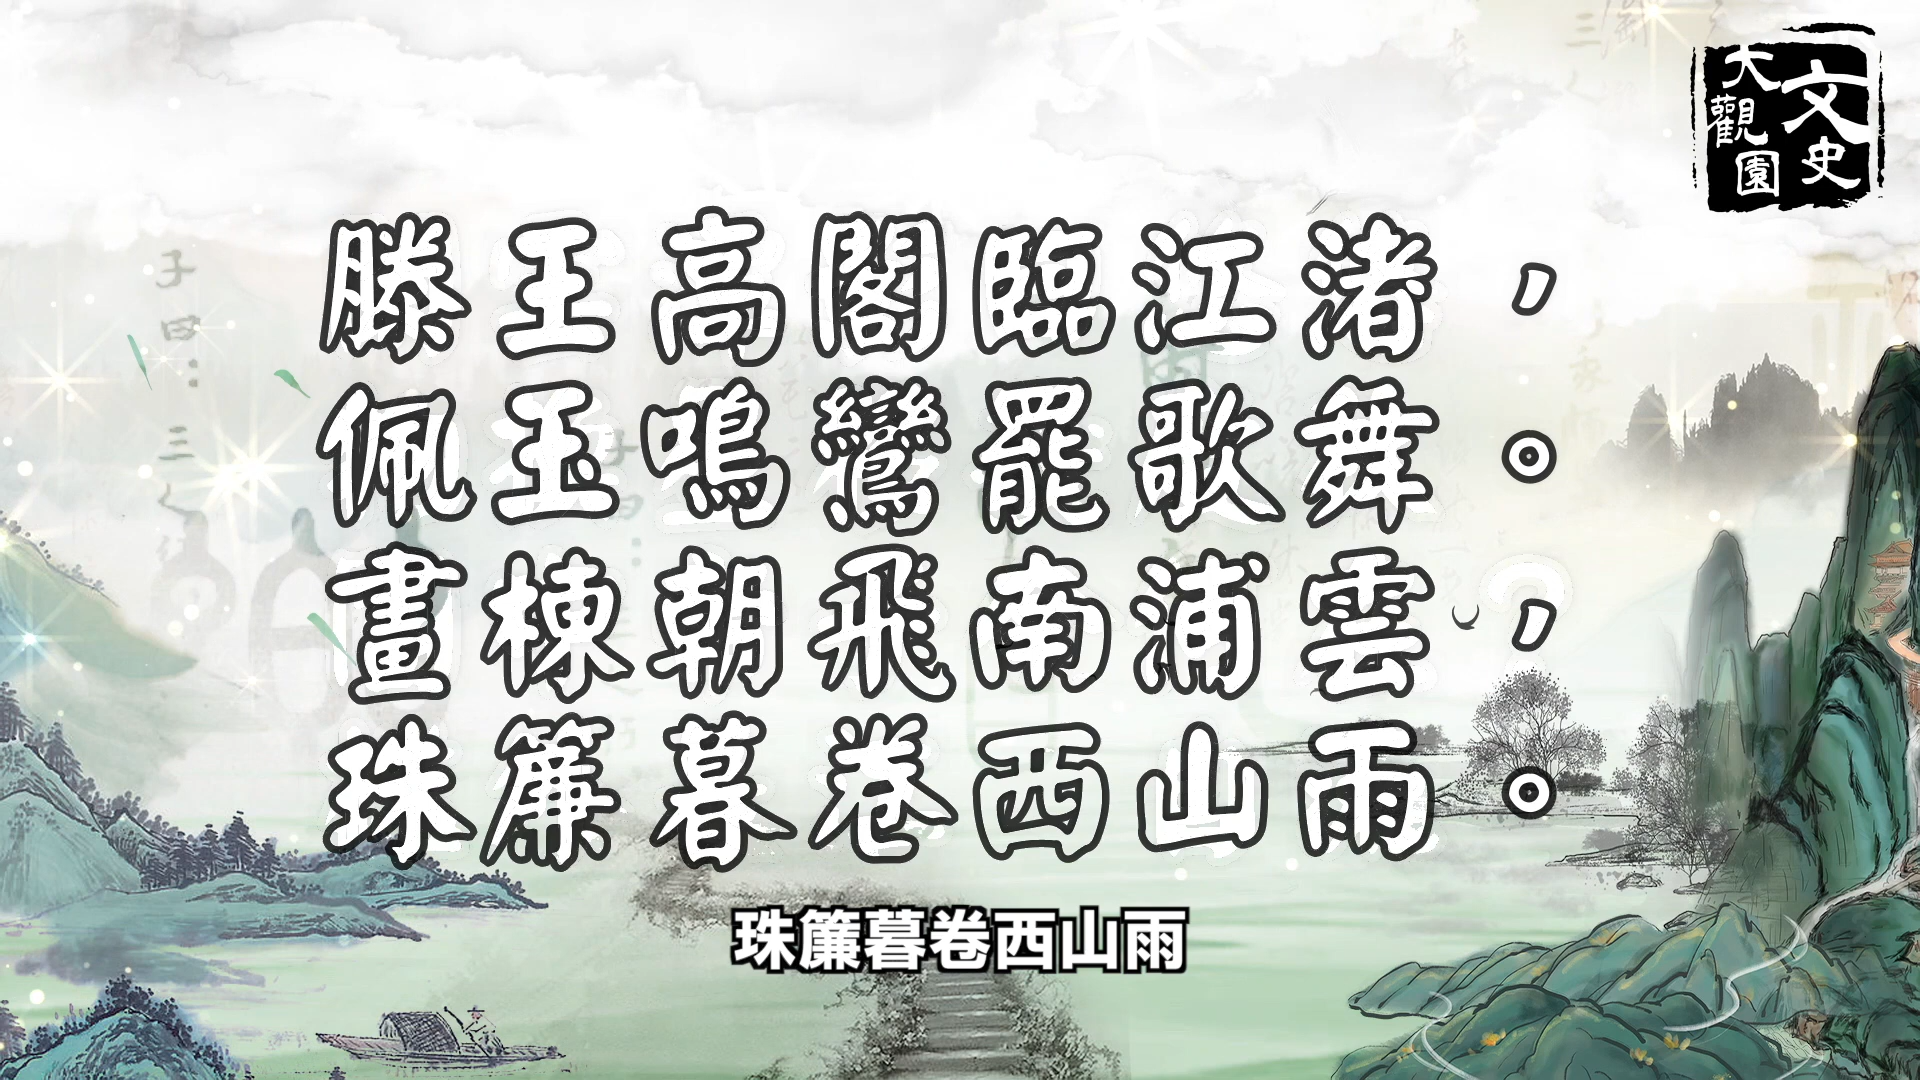 文史
大觀園
滕王高閣臨江渚，
佩玉鳴鸞罷歌舞。
畫棟朝飛南浦雲，
珠簾暮卷西山雨。
珠簾暮卷西山雨